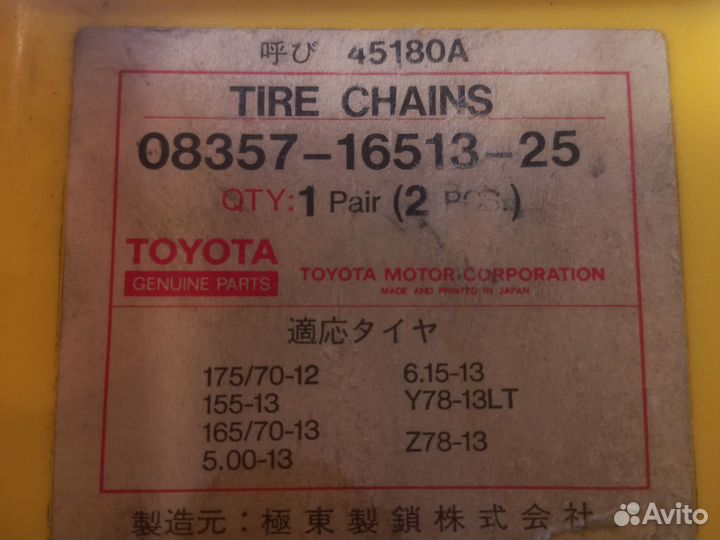 呼び 45180A
TIRE CHAINS
08357-16513-25
QTY: 1 Pair (2 PCS.)
TOYOTA
GENUINE PARTS
TOYOTA MOTOR CORPORATION
MADE AND PRINTED IN JAPAN
適応タイヤ
175/70-12
155-13
165/70-13
5.00-13
6.15-13
Y78-13LT
Z78-13
製造元:極東製鎖株式会社
Avito